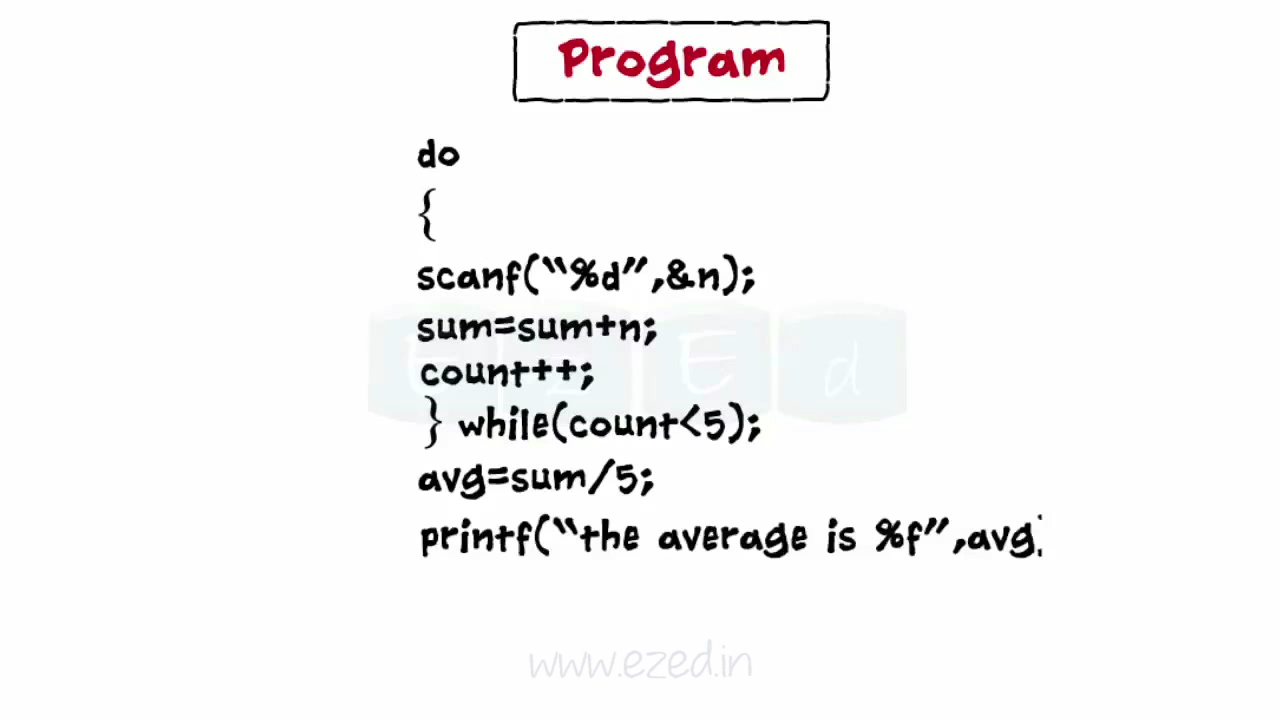 Program
do
{
scanf("%d",&n);
sum=sum+n;
count++;
} while(count<5);
avg=sum/5;
printf("the average is %f",avg
E z E d
www.ezed.in